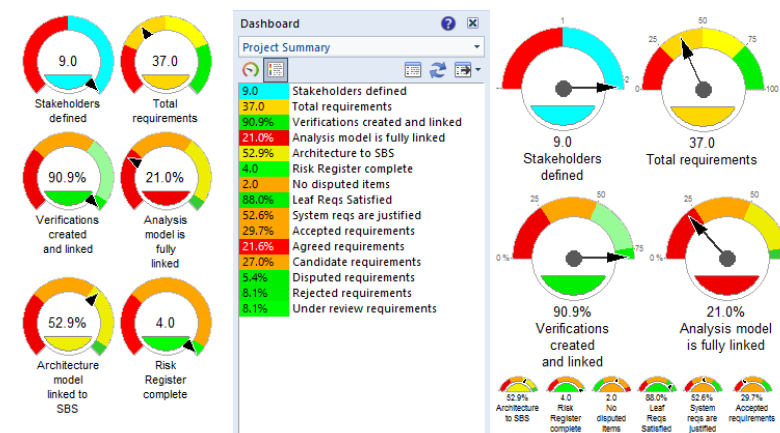 9.0
Stakeholders
defined
37.0
Total
requirements
90.9%
Verifications
created
and linked
21.0%
Analysis
model is
fully
linked
52.9%
Architecture
model
linked to
SBS
4.0
Risk
Register
complete
Dashboard
Project Summary
9.0 Stakeholders defined
37.0 Total requirements
90.9% Verifications created and linked
21.0% Analysis model is fully linked
52.9% Architecture to SBS
4.0 Risk Register complete
2.0 No disputed items
88.0% Leaf Reqs Satisfied
52.6% System reqs are justified
29.7% Accepted requirements
21.6% Agreed requirements
27.0% Candidate requirements
5.4% Disputed requirements
8.1% Rejected requirements
8.1% Under review requirements
1
2
9.0
Stakeholders
defined
0
25
50
75
100
37.0
Total requirements
0 %
25
50
75
90.9%
Verifications
created
and linked
0 %
25
50
21.0%
Analysis model
is fully linked
52.9%
Architecture
to SBS
4.0
Risk
Register
complete
2.0
No
disputed
items
88.0%
Leaf
Reqs
Satisfied
52.6%
System
reqs are
justified
29.7%
Accepted
requirements